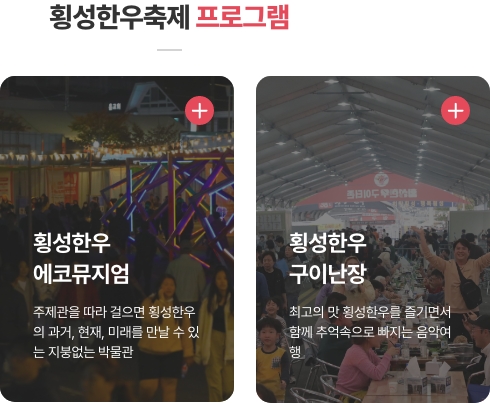 횡성한우축제 프로그램
횡성한우
에코뮤지엄
주제관을 따라 걸으면 횡성한우
의 과거, 현재, 미래를 만날 수 있
는 지붕없는 박물관
횡성한우
구이난장
최고의 맛 횡성한우를 즐기면서
함께 추억속으로 빠지는 음악여
행